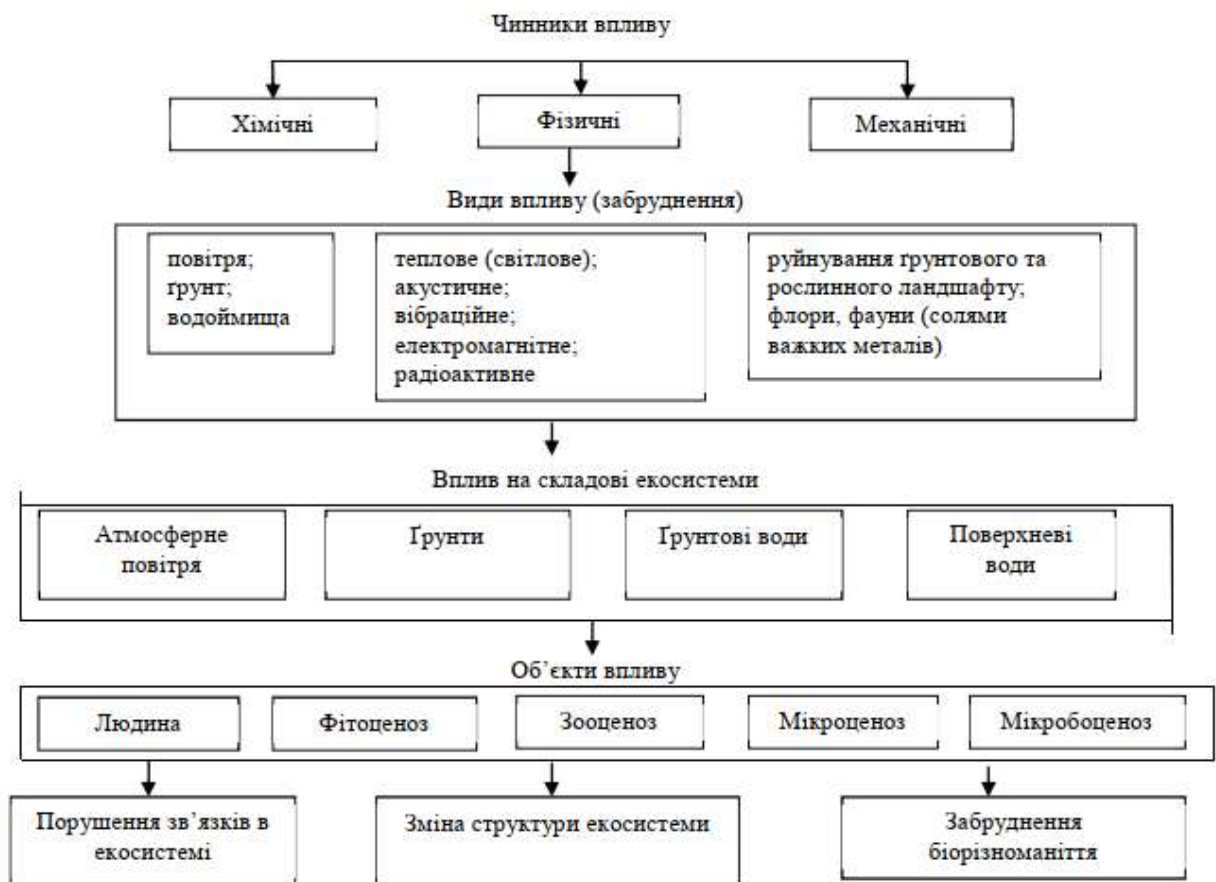 Чинники впливу
Хімічні
Фізичні
Механічні
Види впливу (забруднення)
повітря;
ґрунт;
водоймища
теплове (світлове);
акустичне;
вібраційне;
електромагнітне;
радіоактивне
руйнування ґрунтового та
рослинного ландшафту;
флори, фауни (солями
важких металів)
Вплив на складові екосистеми
Атмосферне
повітря
Ґрунти
Ґрунтові води
Поверхневі
води
Об’єкти впливу
Людина
Фітоценоз
Зооценоз
Мікроценоз
Мікробоценоз
Порушення зв’язків в
екосистемі
Зміна структури екосистеми
Забруднення
біорізноманіття